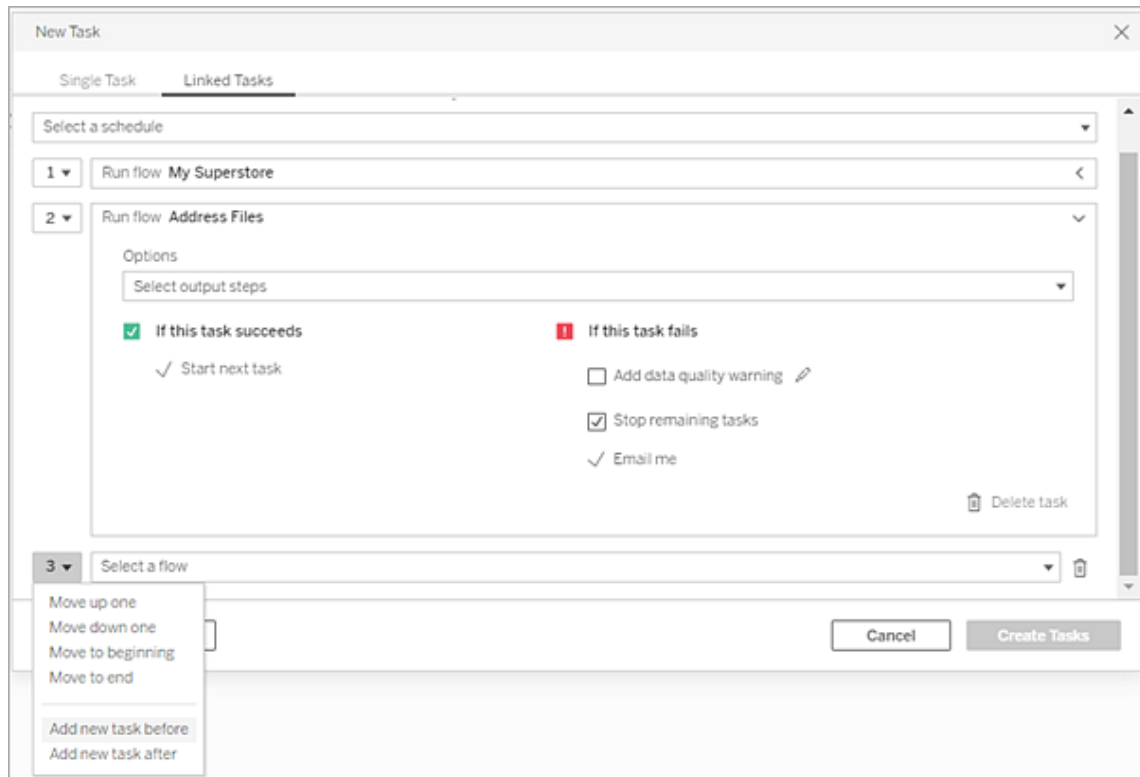 New Task
Single Task
Linked Tasks
Select a schedule
1
Run flow My Superstore
2
Run flow Address Files
Options
Select output steps
If this task succeeds
If this task fails
Start next task
Add data quality warning
Stop remaining tasks
Email me
Delete task
3
Select a flow
Move up one
Move down one
Move to beginning
Move to end
Add new task before
Add new task after
Cancel
Create Tasks